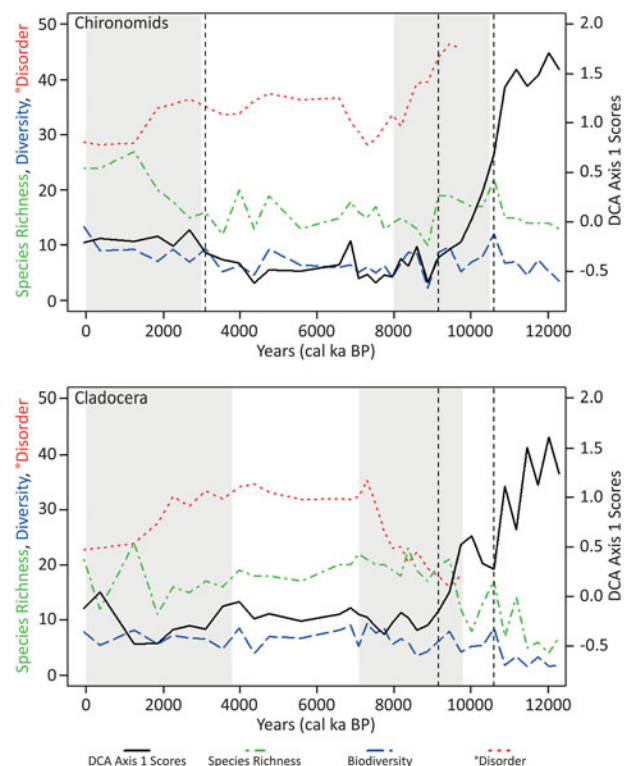 Chironomids
50
40
30
20
10
0
Species Richness, Diversity, °Disorder
2.0
1.5
1.0
0.5
0.0
-0.5
DCA Axis 1 Scores
0 2000 4000 6000 8000 10000 12000
Years (cal ka BP)
Cladocera
50
40
30
20
10
0
Species Richness, Diversity, °Disorder
2.0
1.5
1.0
0.5
0.0
-0.5
DCA Axis 1 Scores
0 2000 4000 6000 8000 10000 12000
Years (cal ka BP)
DCA Axis 1 Scores Species Richness Biodiversity °Disorder